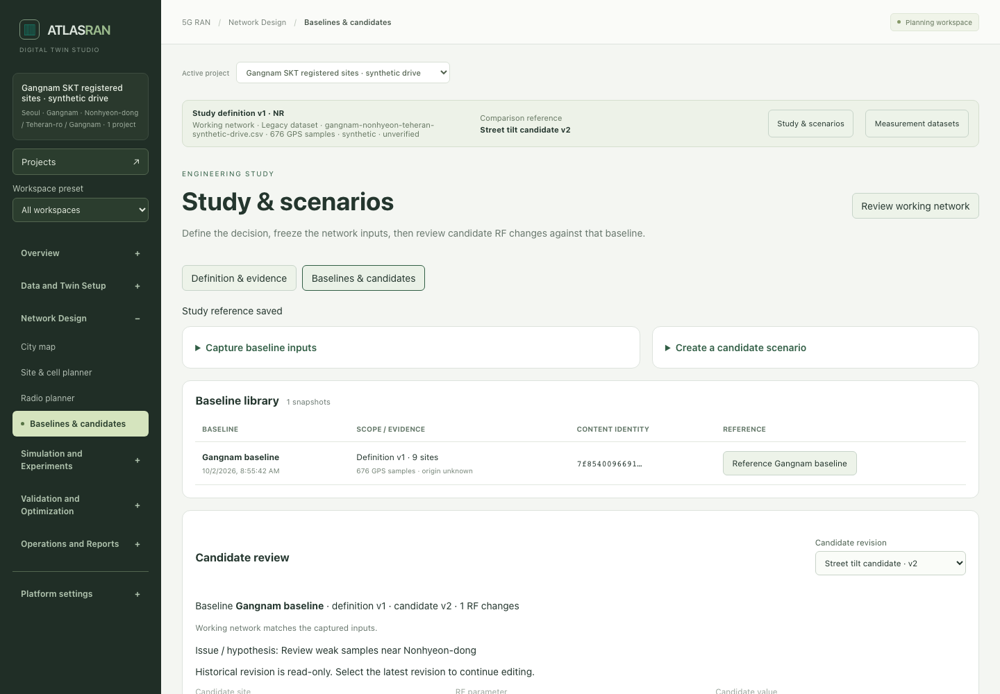 ATLASRAN
DIGITAL TWIN STUDIO
Gangnam SKT registered
sites · synthetic drive
Seoul · Gangnam · Nonhyeon-dong
/ Teheran-ro / Gangnam · 1 project
Projects ↗
Workspace preset
All workspaces
Overview +
Data and Twin Setup +
Network Design −
City map
Site & cell planner
Radio planner
Baselines & candidates
Simulation and
Experiments +
Validation and
Optimization +
Operations and Reports +
Platform settings +
5G RAN / Network Design / Baselines & candidates
Planning workspace
Active project
Gangnam SKT registered sites · synthetic drive
Study definition v1 · NR
Working network · Legacy dataset · gangnam-nonhyeon-teheran-
synthetic-drive.csv · 676 GPS samples · synthetic · unverified
Comparison reference
Street tilt candidate v2
Study & scenarios
Measurement datasets
ENGINEERING STUDY
Study & scenarios
Review working network
Define the decision, freeze the network inputs, then review candidate RF changes against that baseline.
Definition & evidence
Baselines & candidates
Study reference saved
Capture baseline inputs
Create a candidate scenario
Baseline library 1 snapshots
BASELINE SCOPE / EVIDENCE CONTENT IDENTITY REFERENCE
Gangnam baseline
10/2/2026, 8:55:42 AM
Definition v1 · 9 sites
676 GPS samples · origin unknown
7f8540096691…
Reference Gangnam baseline
Candidate review
Candidate revision
Street tilt candidate · v2
Baseline Gangnam baseline · definition v1 · candidate v2 · 1 RF changes
Working network matches the captured inputs.
Issue / hypothesis: Review weak samples near Nonhyeon-dong
Historical revision is read-only. Select the latest revision to continue editing.
Candidate site RF parameter Candidate value